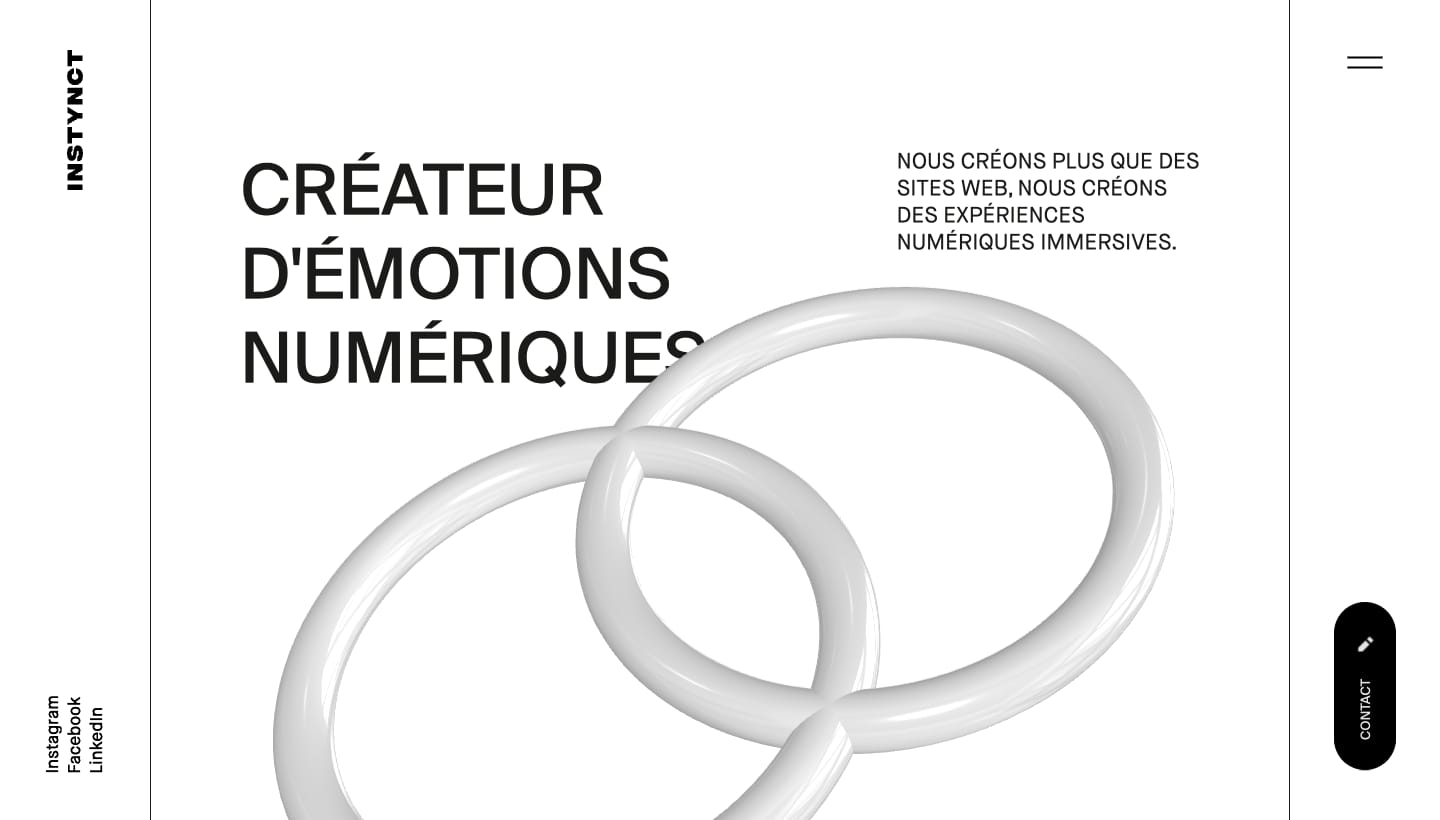 INSTYNCT
CRÉATEUR
D'ÉMOTIONS
NUMÉRIQUES
NOUS CRÉONS PLUS QUE DES
SITES WEB, NOUS CRÉONS
DES EXPÉRIENCES
NUMÉRIQUES IMMERSIVES.
Instagram
Facebook
LinkedIn
CONTACT